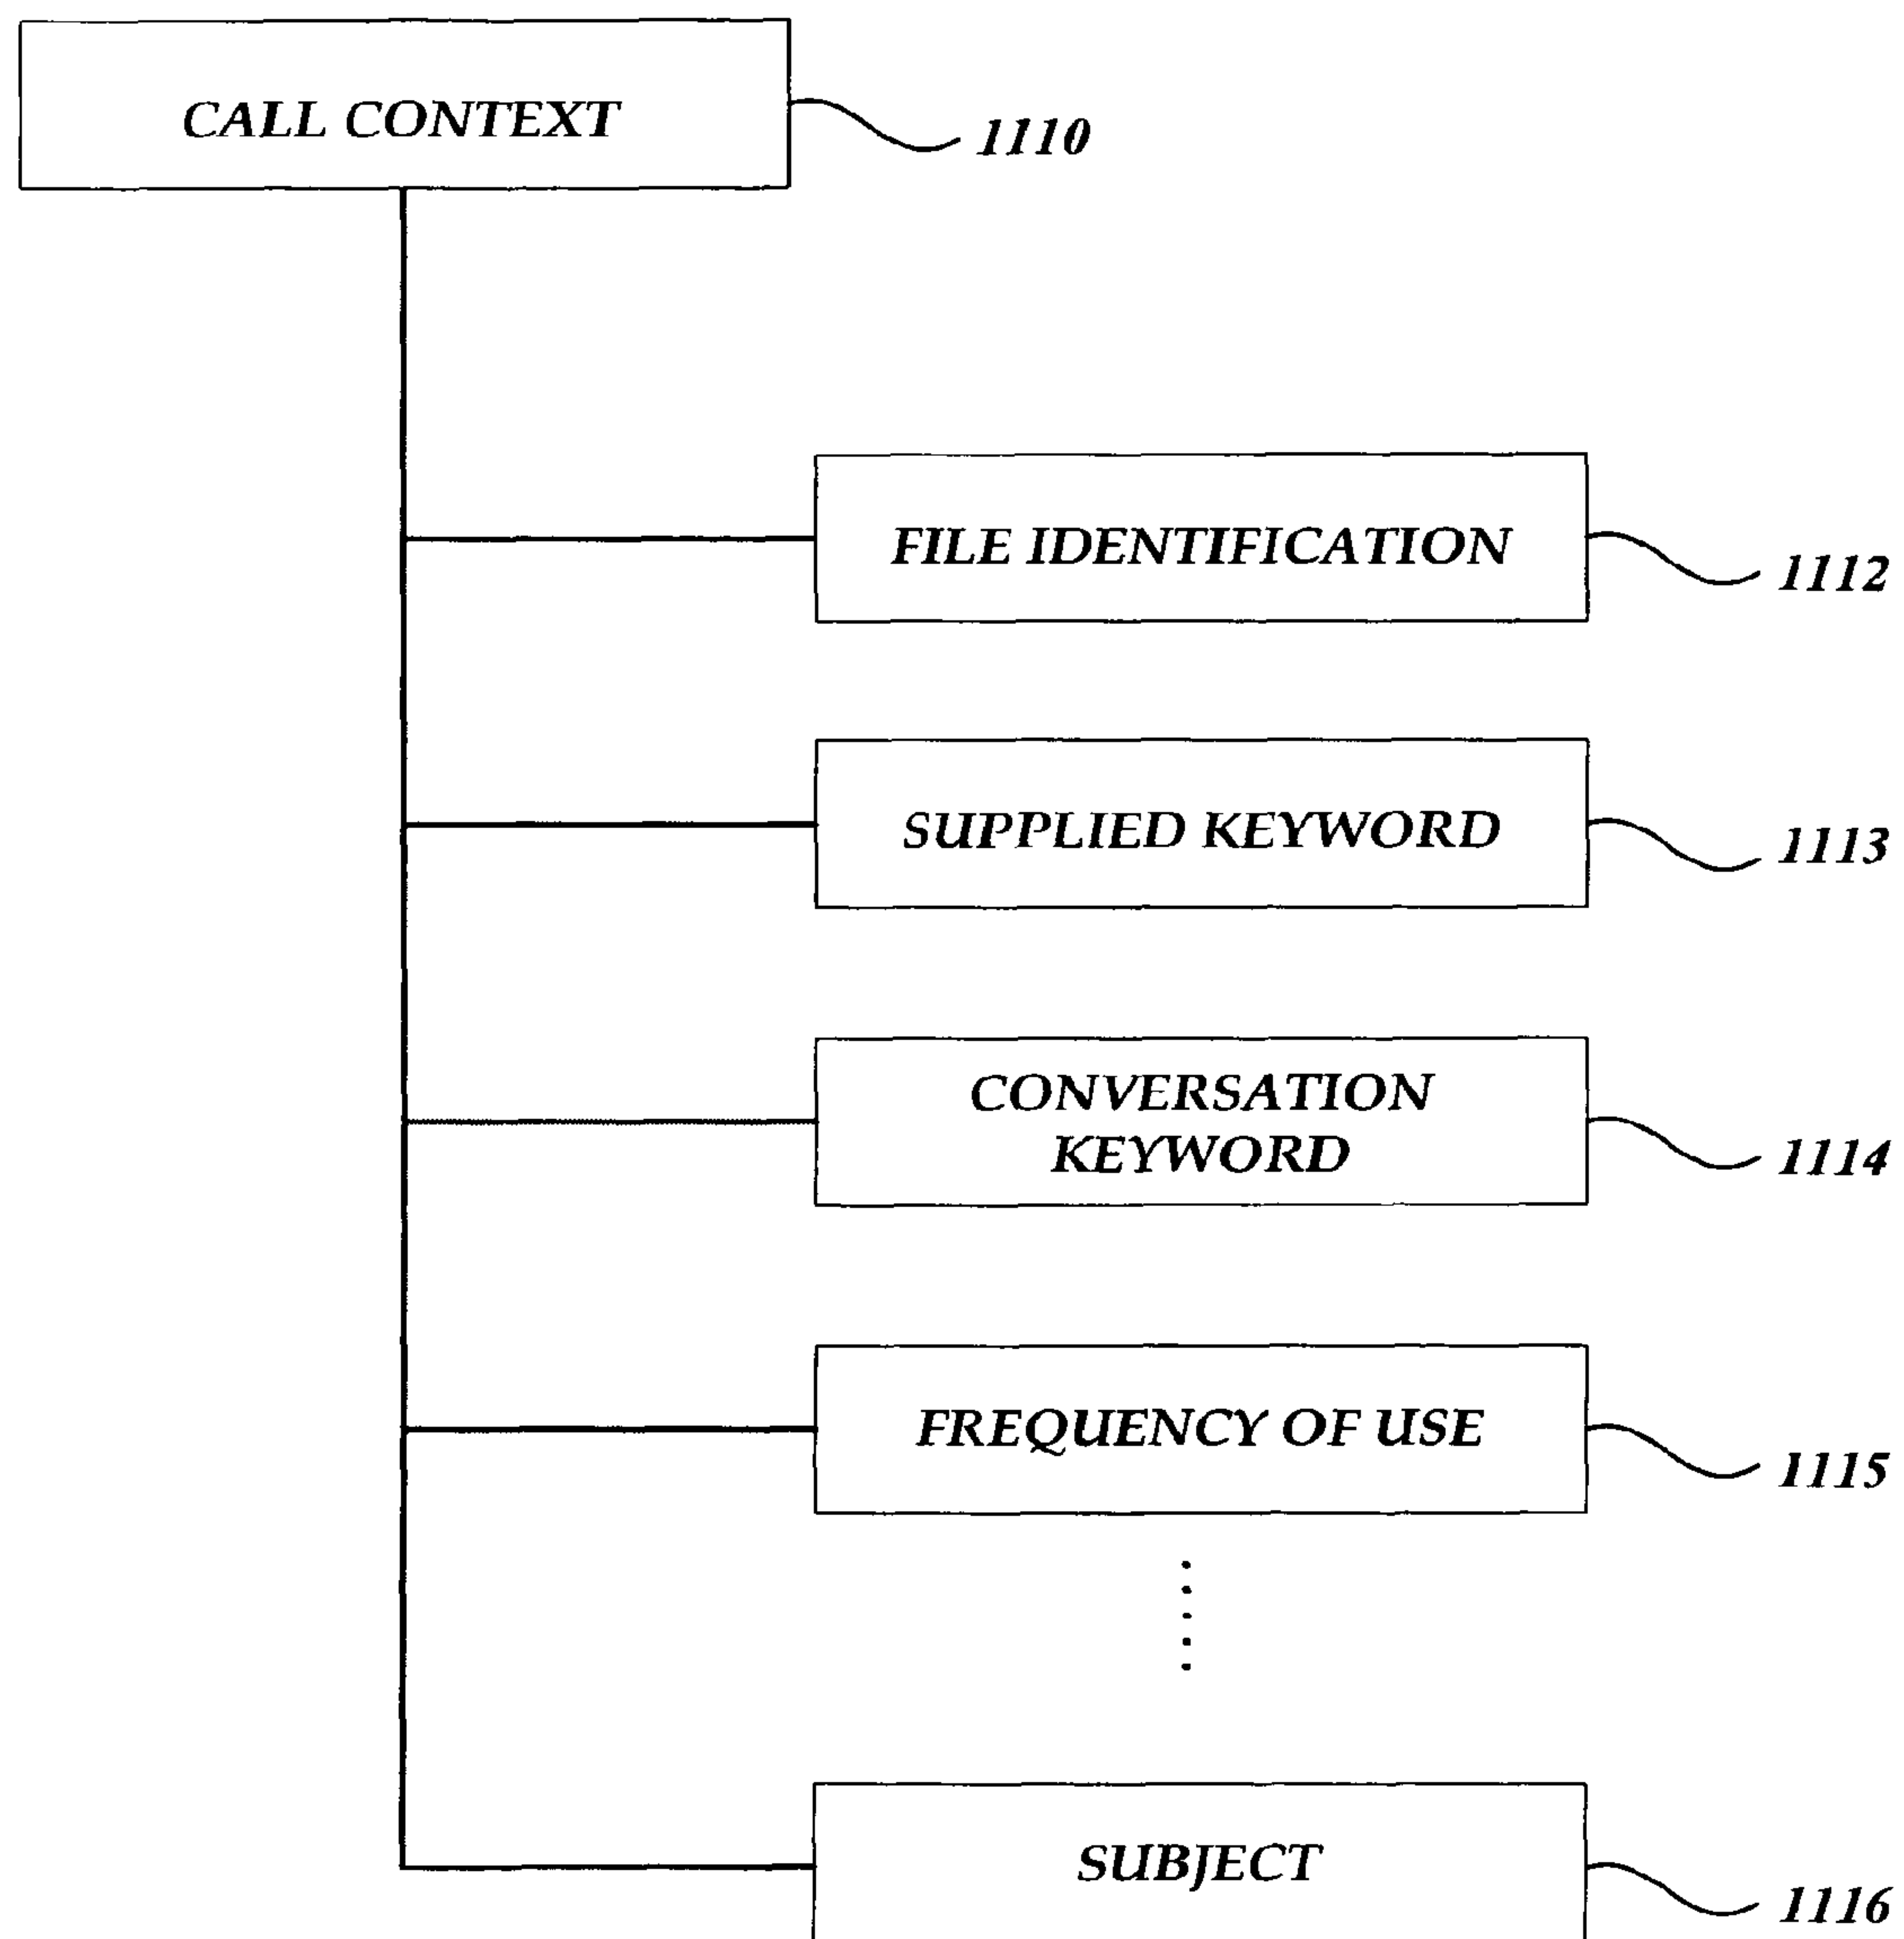 CALL CONTEXT
1110
FILE IDENTIFICATION
1112
SUPPLIED KEYWORD
1113
CONVERSATION
KEYWORD
1114
FREQUENCY OF USE
1115
SUBJECT
1116